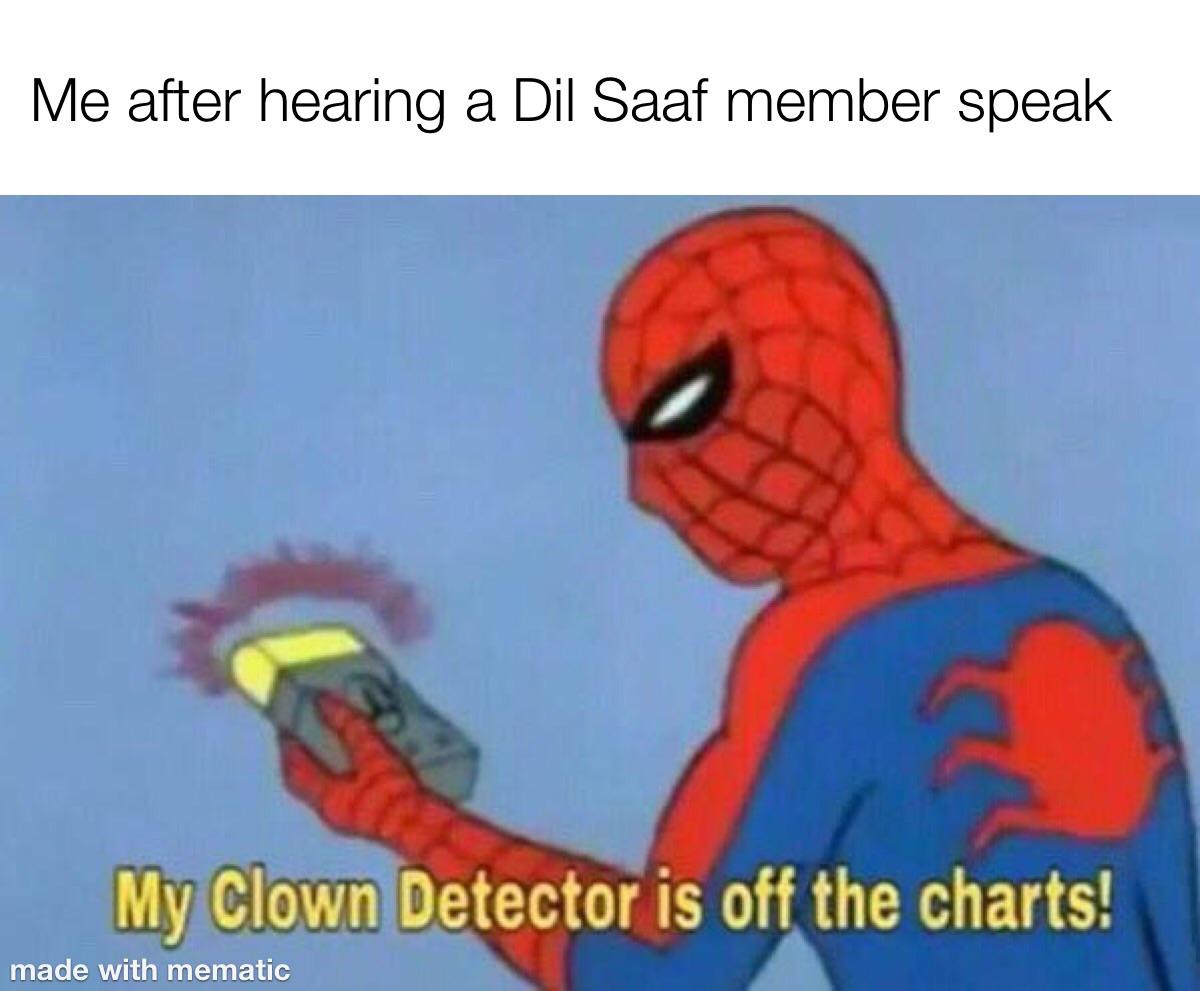 Me after hearing a Dil Saaf member speak
My Clown Detector is off the charts!
made with mematic